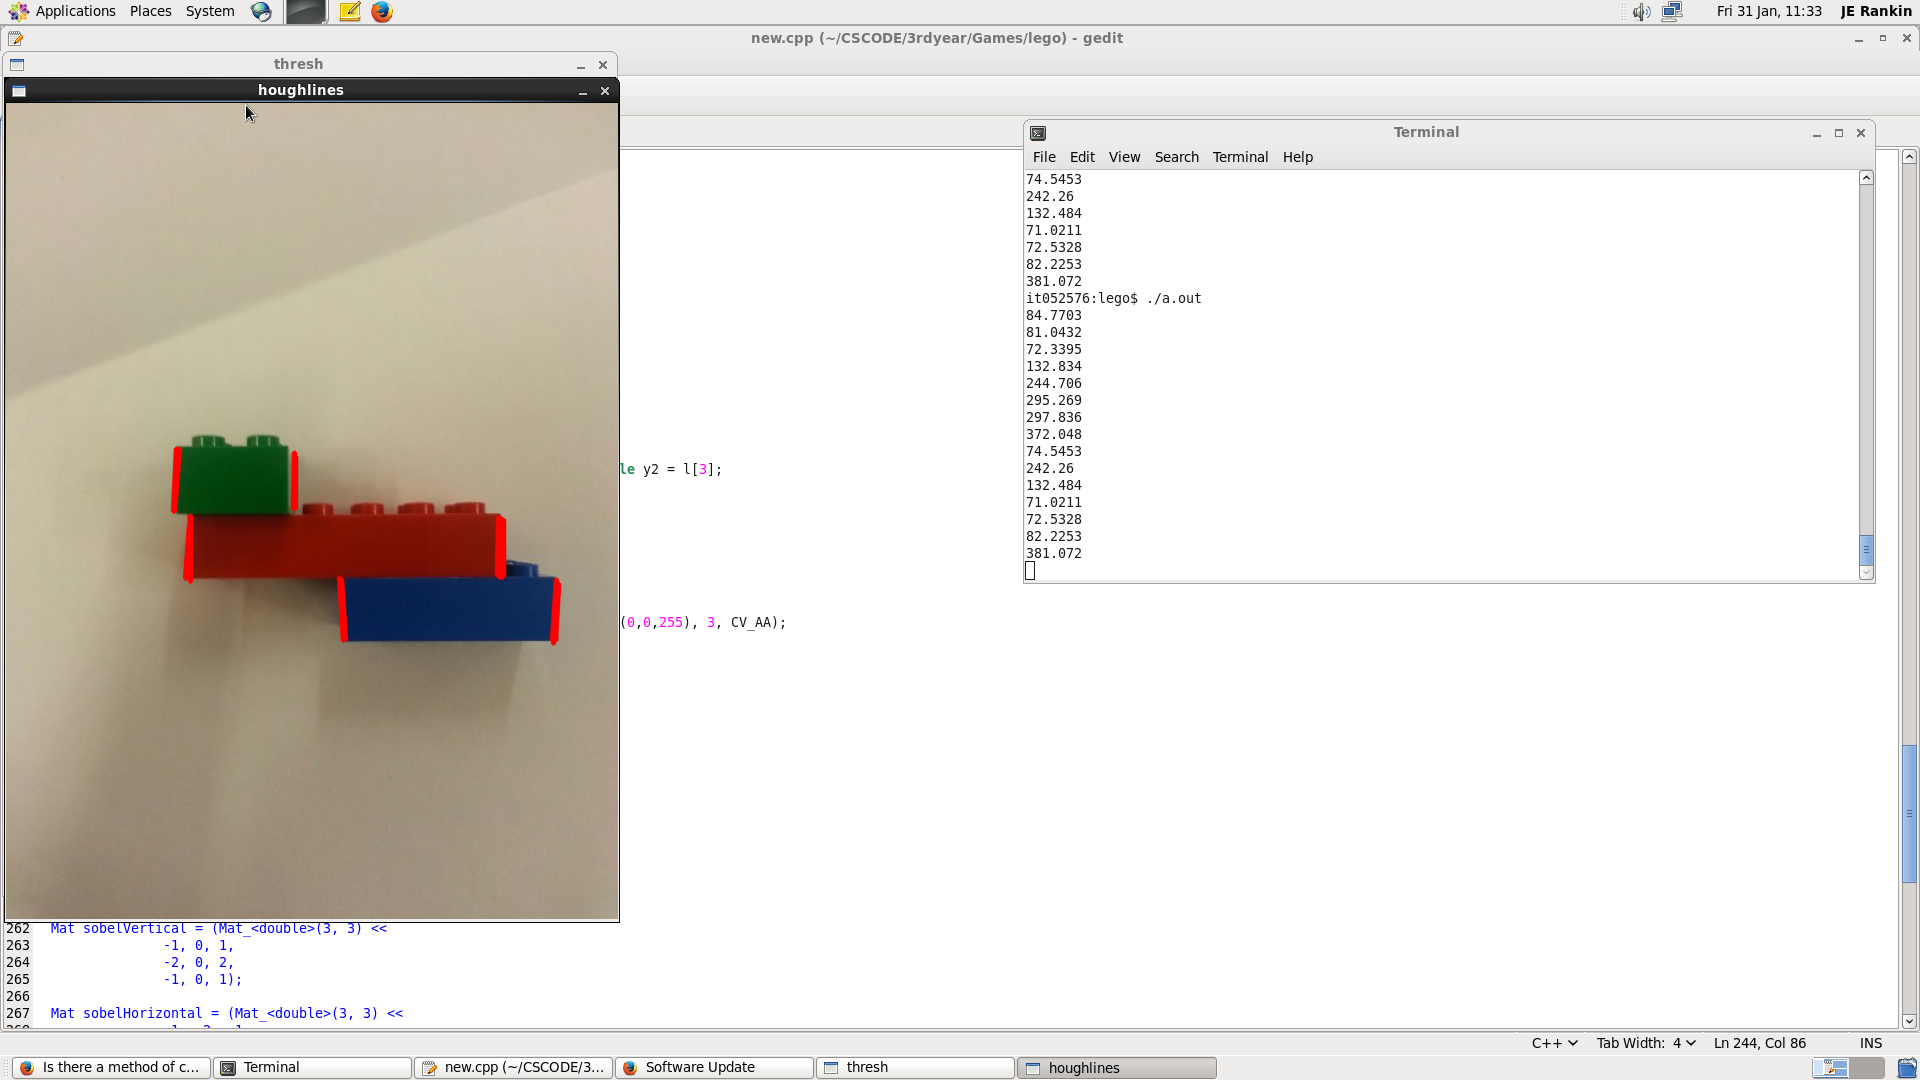 Applications Places System Fri 31 Jan, 11:33 JE Rankin
new.cpp (~/CSCODE/3rdyear/Games/lego) - gedit
thresh
houghlines
Terminal
File Edit View Search Terminal Help
74.5453
242.26
132.484
71.0211
72.5328
82.2253
381.072
it052576:lego$ ./a.out
84.7703
81.0432
72.3395
132.834
244.706
295.269
297.836
372.048
74.5453
242.26
132.484
71.0211
72.5328
82.2253
381.072
le y2 = l[3];
(0,0,255), 3, CV_AA);
262 Mat sobelVertical = (Mat_<double>(3, 3) <<
263 -1, 0, 1,
264 -2, 0, 2,
265 -1, 0, 1);
266
267 Mat sobelHorizontal = (Mat_<double>(3, 3) <<
C++ Tab Width: 4 Ln 244, Col 86 INS
Is there a method of c... Terminal new.cpp (~/CSCODE/3... Software Update thresh houghlines